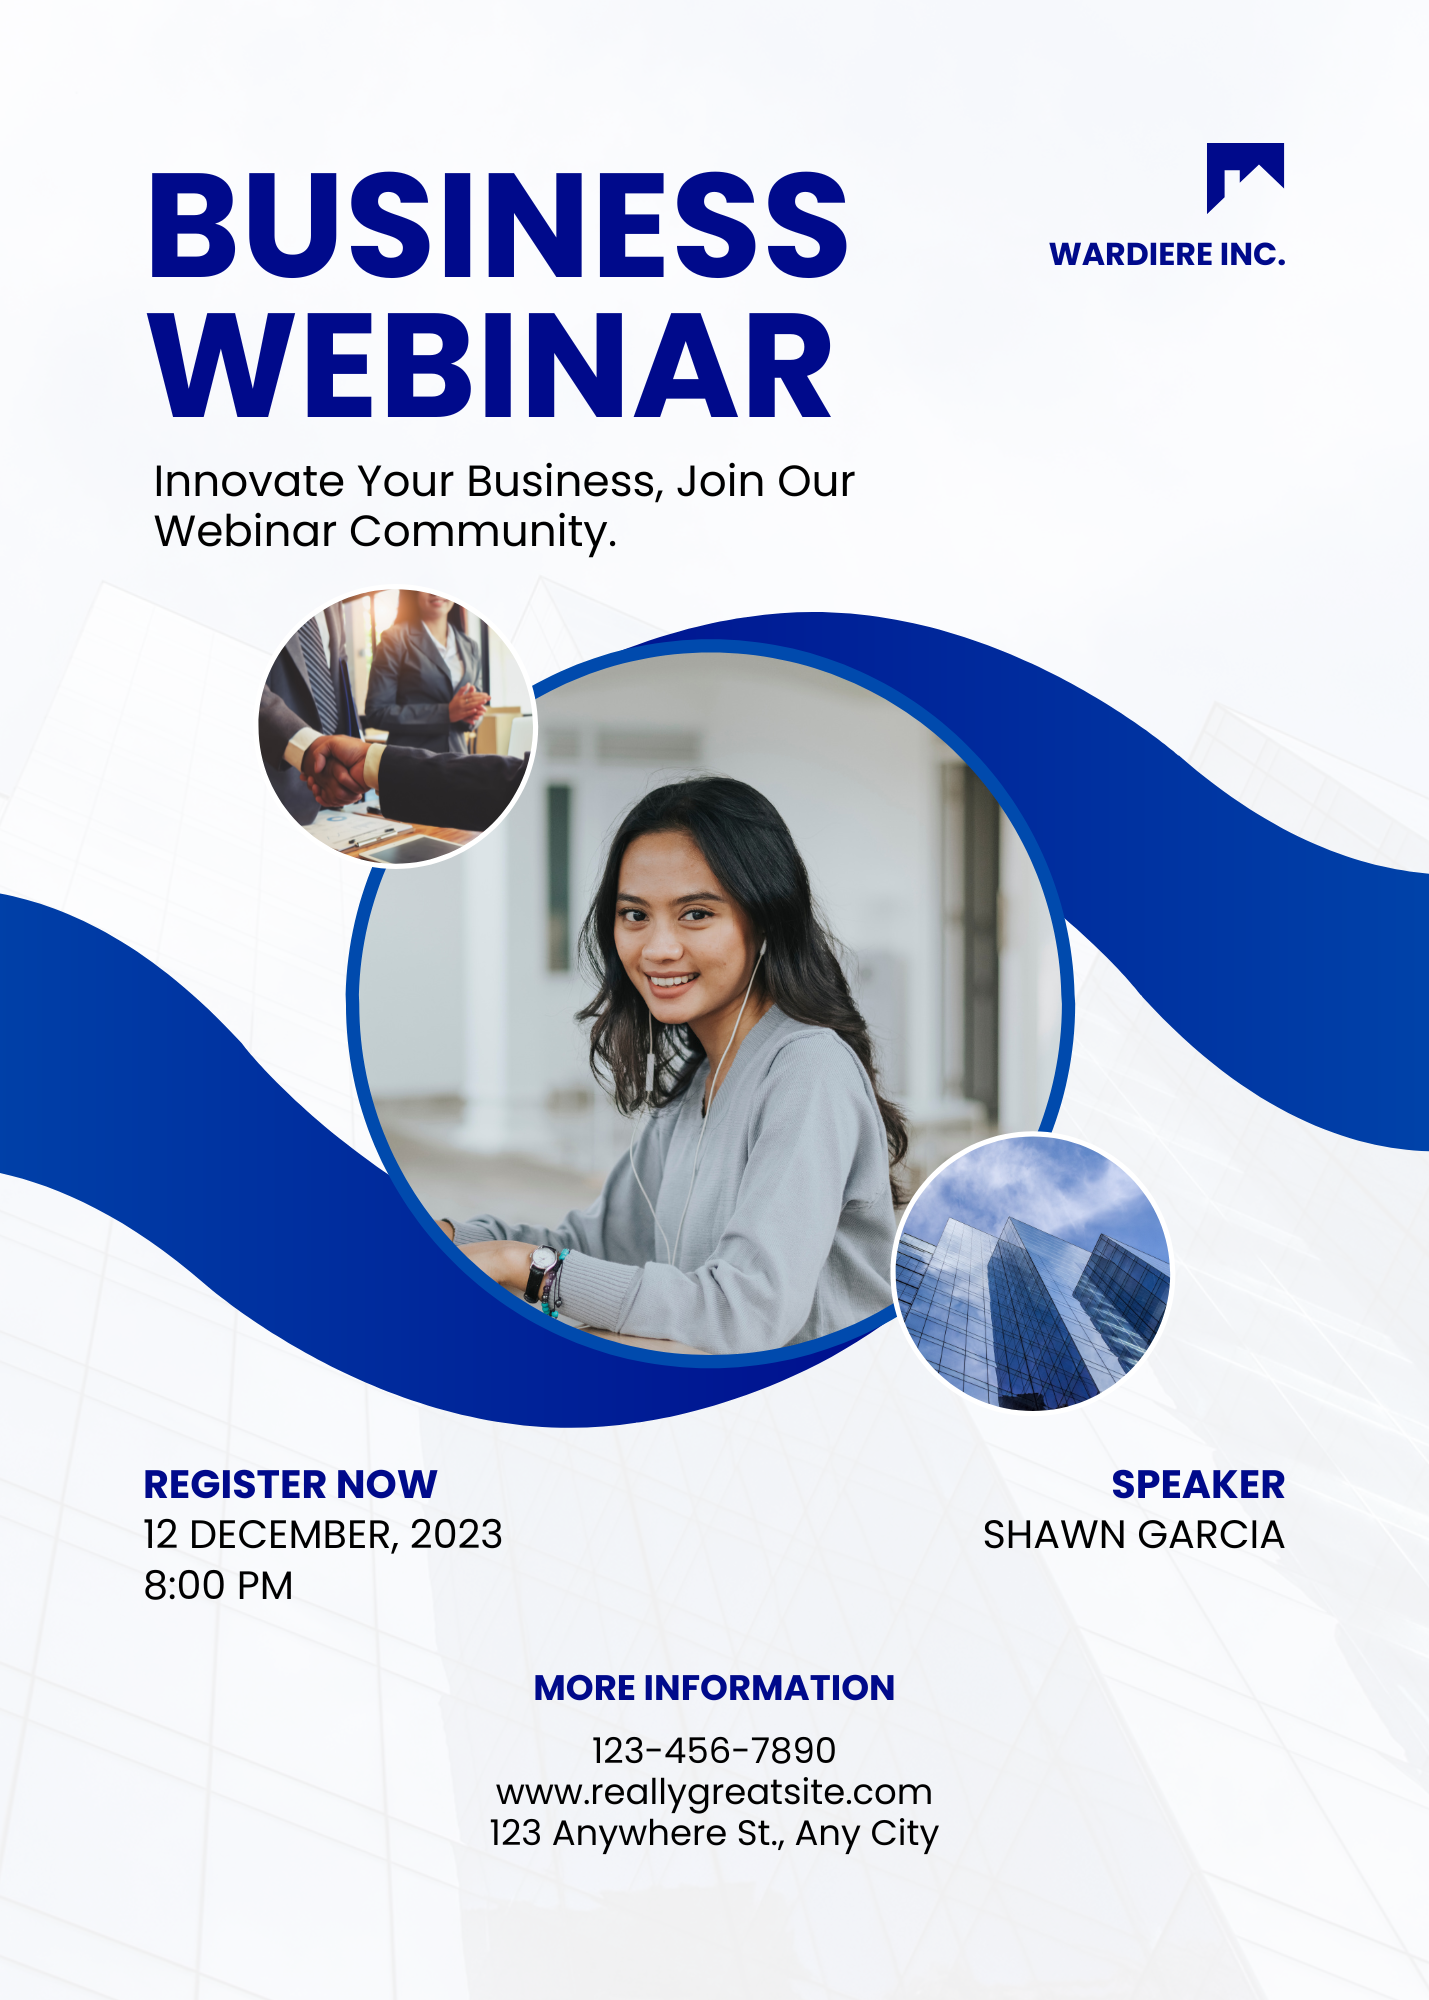 BUSINESS
WEBINAR
WARDIERE INC.
Innovate Your Business, Join Our
Webinar Community.
REGISTER NOW
12 DECEMBER, 2023
8:00 PM
SPEAKER
SHAWN GARCIA
MORE INFORMATION
123-456-7890
www.reallygreatsite.com
123 Anywhere St., Any City